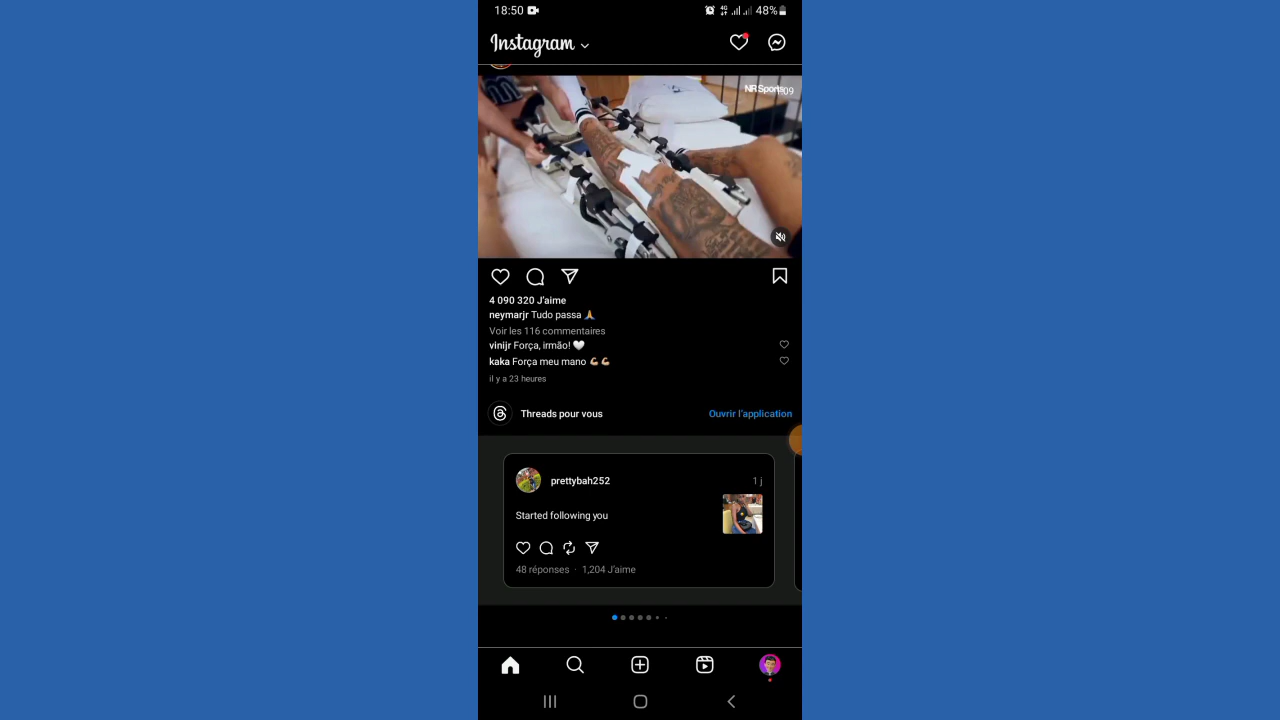 18:50
4G
48%
Instagram
NRSports
4 090 320 J'aime
neymarjr Tudo passa 🙏🏽
Voir les 116 commentaires
vinijr Força, irmão! 🤍
kaka Força meu mano 💪🏼💪🏼
il y a 23 heures
Threads pour vous
Ouvrir l'application
prettybah252
1 j
Started following you
48 réponses · 1,204 J'aime